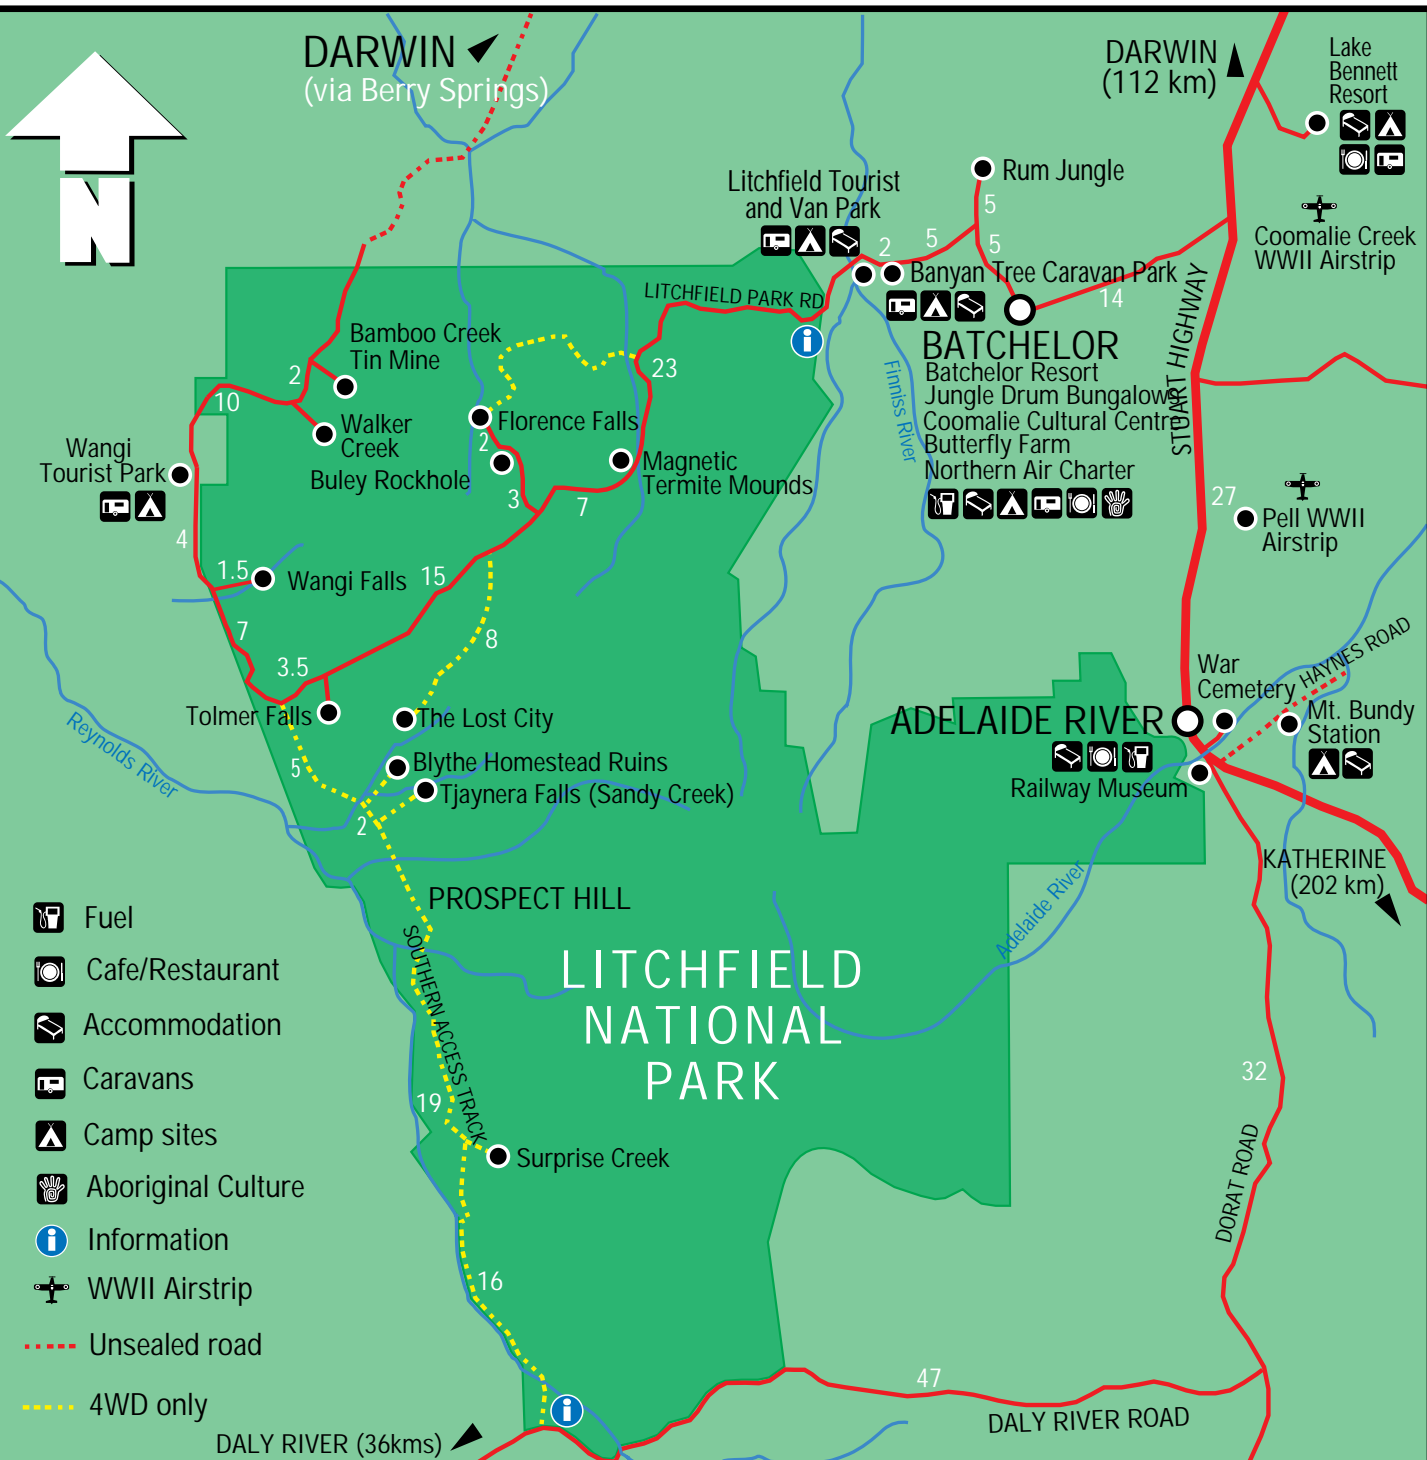 DARWIN
(via Berry Springs)
DARWIN
(112 km)
Lake
Bennett
Resort
N
Rum Jungle
Litchfield Tourist
and Van Park
5
2
5
5
Coomalie Creek
WWII Airstrip
Banyan Tree Caravan Park
14
LITCHFIELD PARK RD
BATCHELOR
Batchelor Resort
Jungle Drum Bungalows
Coomalie Cultural Centre
Butterfly Farm
Northern Air Charter
STUART HIGHWAY
Finniss River
Bamboo Creek
Tin Mine
2
10
23
Walker
Creek
Florence Falls
2
Buley Rockhole
Magnetic
Termite Mounds
3
7
Wangi
Tourist Park
4
1.5
Wangi Falls
15
27
Pell WWII
Airstrip
7
8
3.5
Tolmer Falls
The Lost City
War
Cemetery
HAYNES ROAD
ADELAIDE RIVER
Mt. Bundy
Station
Reynolds River
5
Blythe Homestead Ruins
Tjaynera Falls (Sandy Creek)
Railway Museum
2
KATHERINE
(202 km)
PROSPECT HILL
Adelaide River
SOUTHERN ACCESS TRACK
LITCHFIELD
NATIONAL
PARK
19
32
Surprise Creek
DORAT ROAD
16
47
DALY RIVER ROAD
DALY RIVER (36kms)
Fuel
Cafe/Restaurant
Accommodation
Caravans
Camp sites
Aboriginal Culture
i
Information
WWII Airstrip
Unsealed road
4WD only
i
i